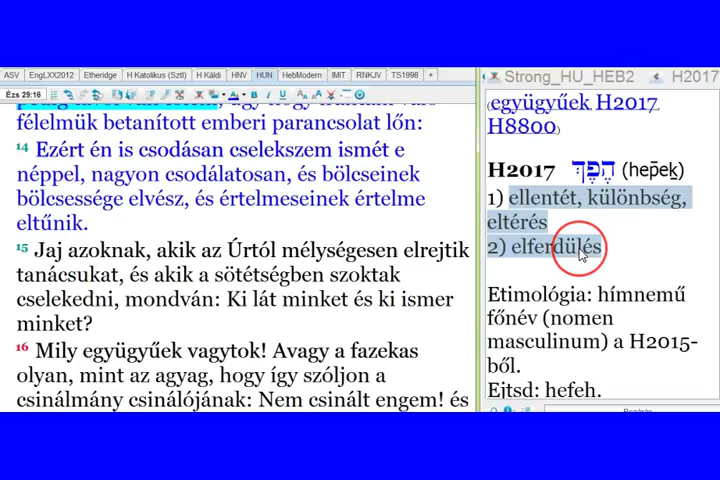 ASV EngLXX2012 Etheridge H Katolikus (Sztl) H Káldi HNV HUN HebModern IMIT RNKJV TS1998 +
Ézs 29:16
félelmük betanított emberi parancsolat lőn:
14 Ezért én is csodásan cselekszem ismét e
néppel, nagyon csodálatosan, és bölcseinek
bölcsessége elvész, és értelmeseinek értelme
eltűnik.
15 Jaj azoknak, akik az Úrtól mélységesen elrejtik
tanácsukat, és akik a sötétségben szoktak
cselekedni, mondván: Ki lát minket és ki ismer
minket?
16 Mily együgyűek vagytok! Avagy a fazekas
olyan, mint az agyag, hogy így szóljon a
csinálmány csinálójának: Nem csinált engem! és
Strong_HU_HEB2 H2017
(együgyűek H2017
H8800)
H2017 הֶפֶךְ (hep̄eḵ)
1) ellentét, különbség,
eltérés
2) elferdülés
Etimológia: hímnemű
főnév (nomen
masculinum) a H2015-
ből.
Ejtsd: hefeh.